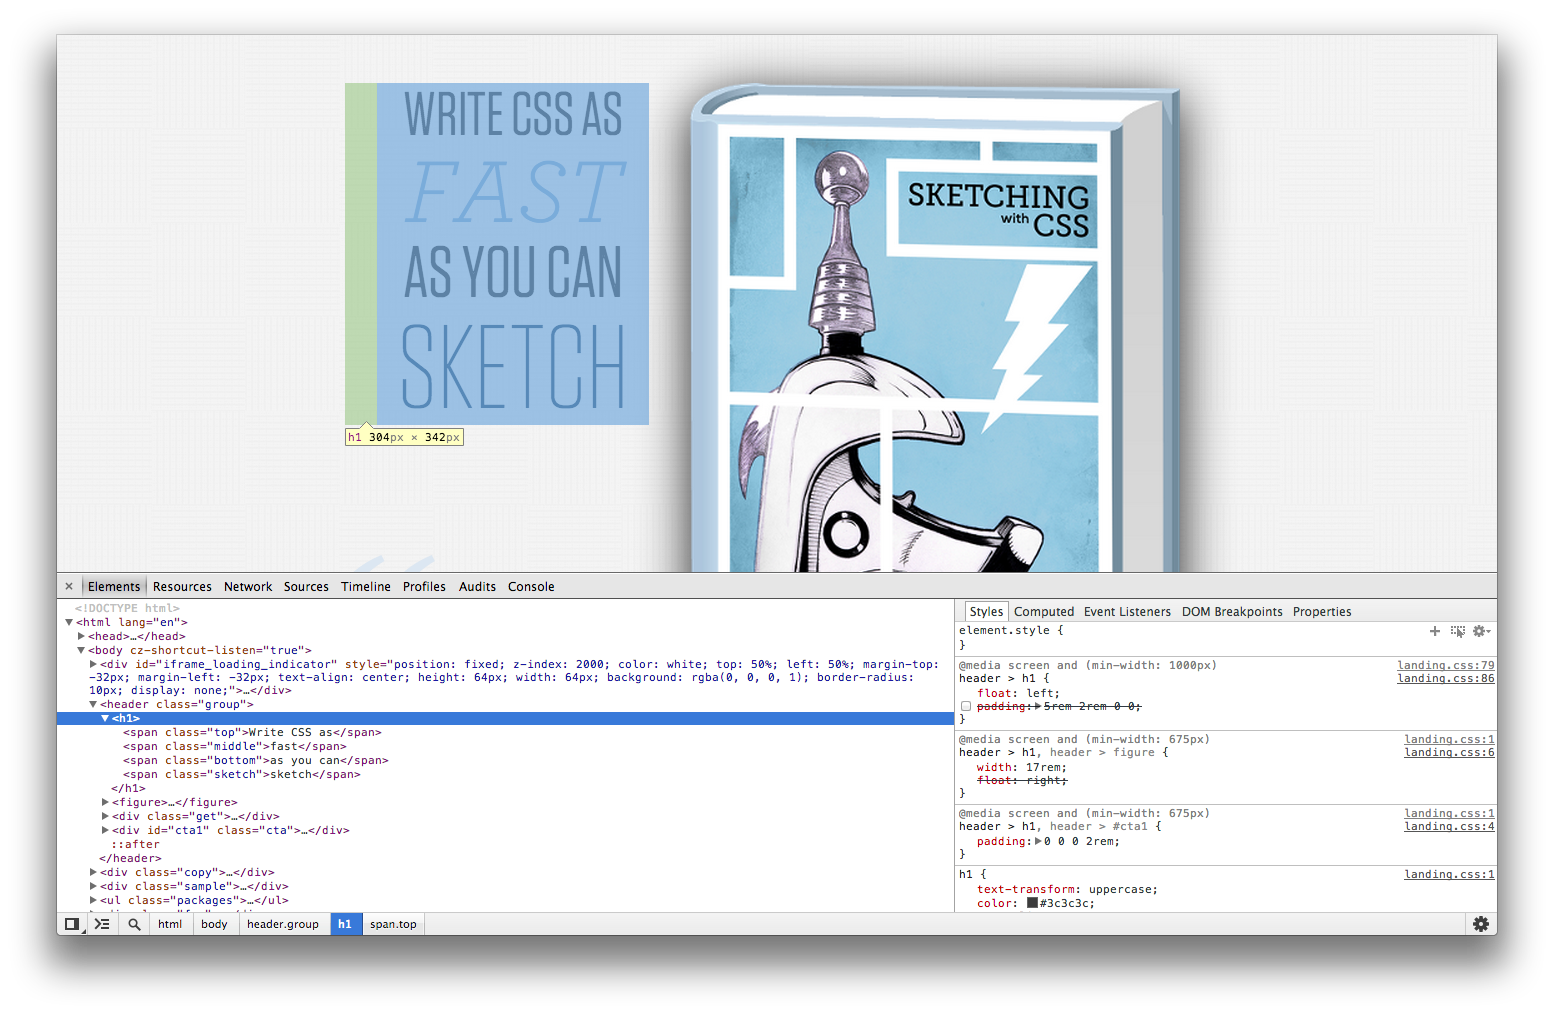 WRITE CSS AS
FAST
AS YOU CAN
SKETCH
h1 304px × 342px
SKETCHING
with CSS
× Elements Resources Network Sources Timeline Profiles Audits Console
<!DOCTYPE html>
▼<html lang="en">
▶<head>…</head>
▼<body cz-shortcut-listen="true">
▶<div id="iframe_loading_indicator" style="position: fixed; z-index: 2000; color: white; top: 50%; left: 50%; margin-top:
-32px; margin-left: -32px; text-align: center; height: 64px; width: 64px; background: rgba(0, 0, 0, 1); border-radius:
10px; display: none;">…</div>
▼<header class="group">
▼<h1>
<span class="top">Write CSS as</span>
<span class="middle">fast</span>
<span class="bottom">as you can</span>
<span class="sketch">sketch</span>
</h1>
▶<figure>…</figure>
▶<div class="get">…</div>
▶<div id="cta1" class="cta">…</div>
::after
</header>
▶<div class="copy">…</div>
▶<div class="sample">…</div>
▶<ul class="packages">…</ul>
html body header.group h1 span.top
Styles Computed Event Listeners DOM Breakpoints Properties
element.style {
}
@media screen and (min-width: 1000px) landing.css:79
header > h1 { landing.css:86
float: left;
padding:▶5rem 2rem 0 0;
}
@media screen and (min-width: 675px) landing.css:1
header > h1, header > figure { landing.css:6
width: 17rem;
float: right;
}
@media screen and (min-width: 675px) landing.css:1
header > h1, header > #cta1 { landing.css:4
padding:▶0 0 0 2rem;
}
h1 { landing.css:1
text-transform: uppercase;
color: #3c3c3c;